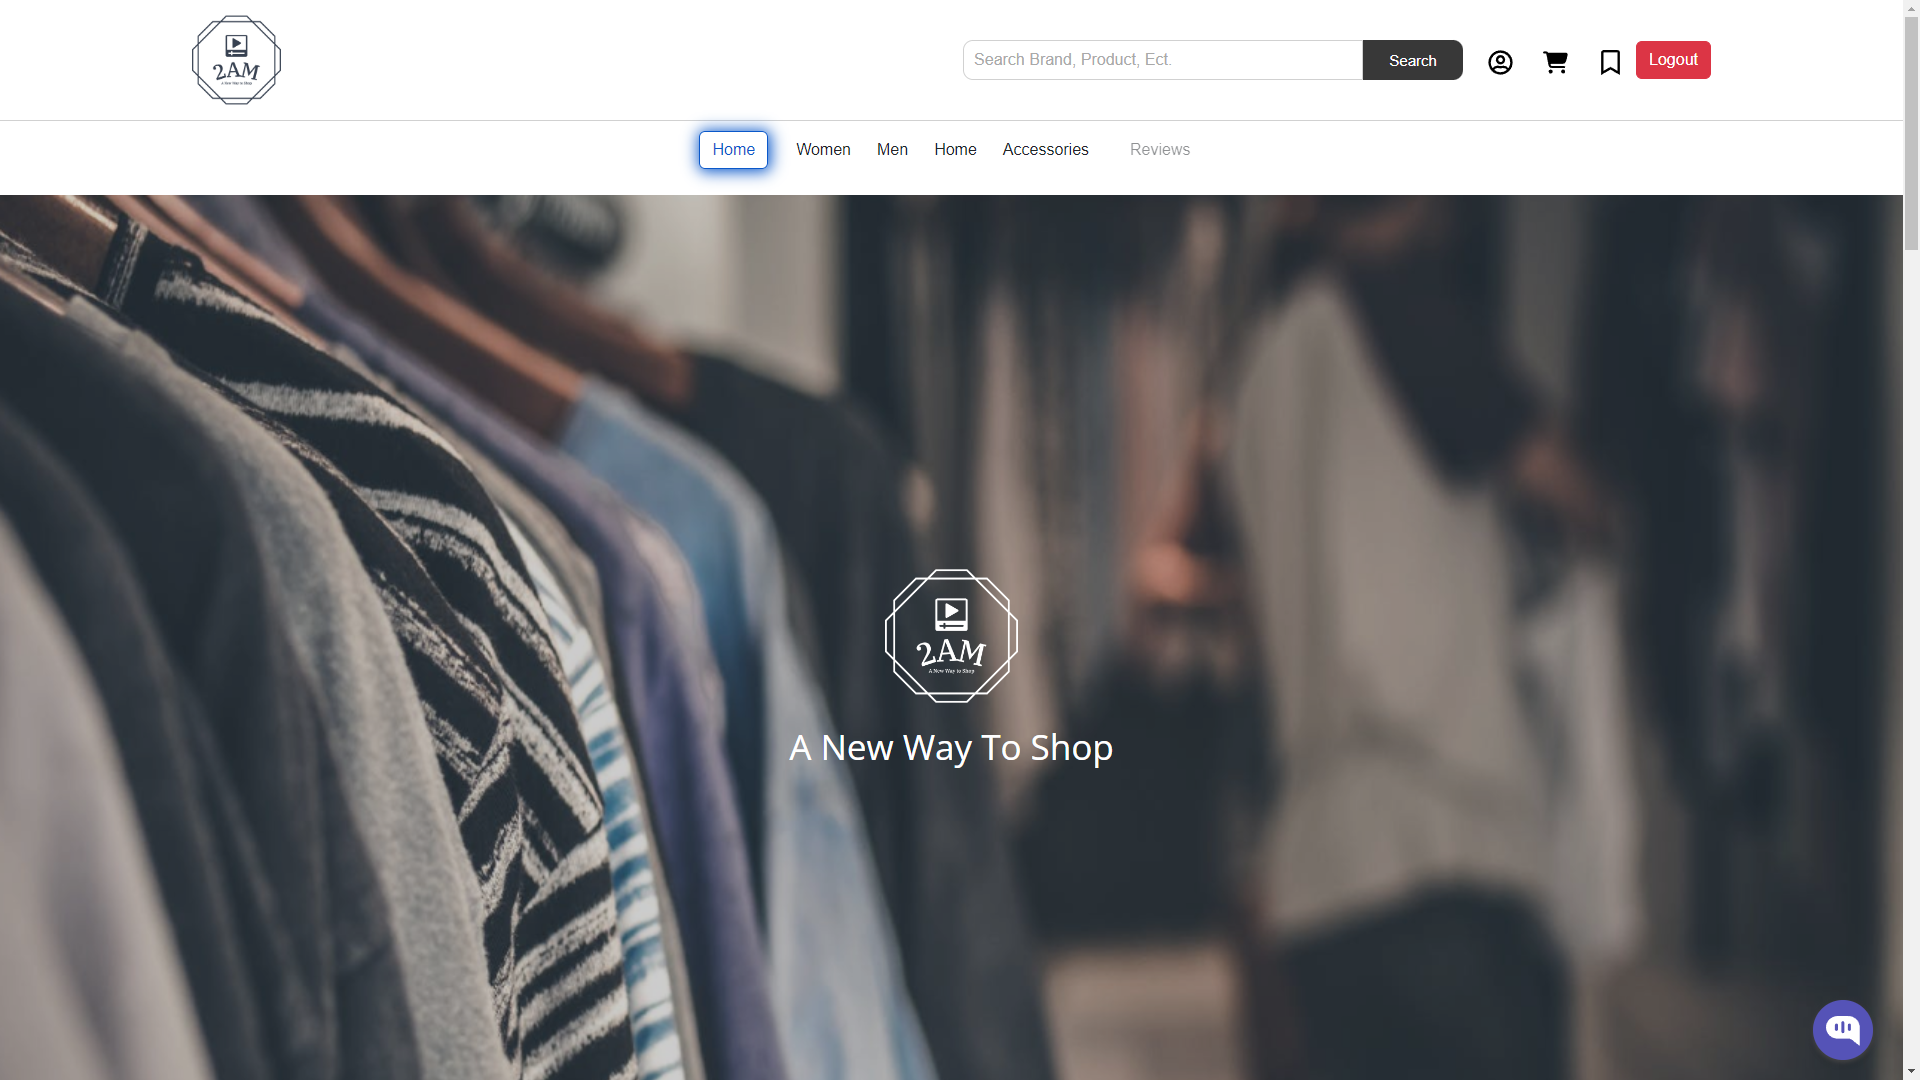 2AM
A New Way to Shop
Search Brand, Product, Ect.
Search
Logout
Home
Women
Men
Home
Accessories
Reviews
2AM
A New Way to Shop
A New Way To Shop